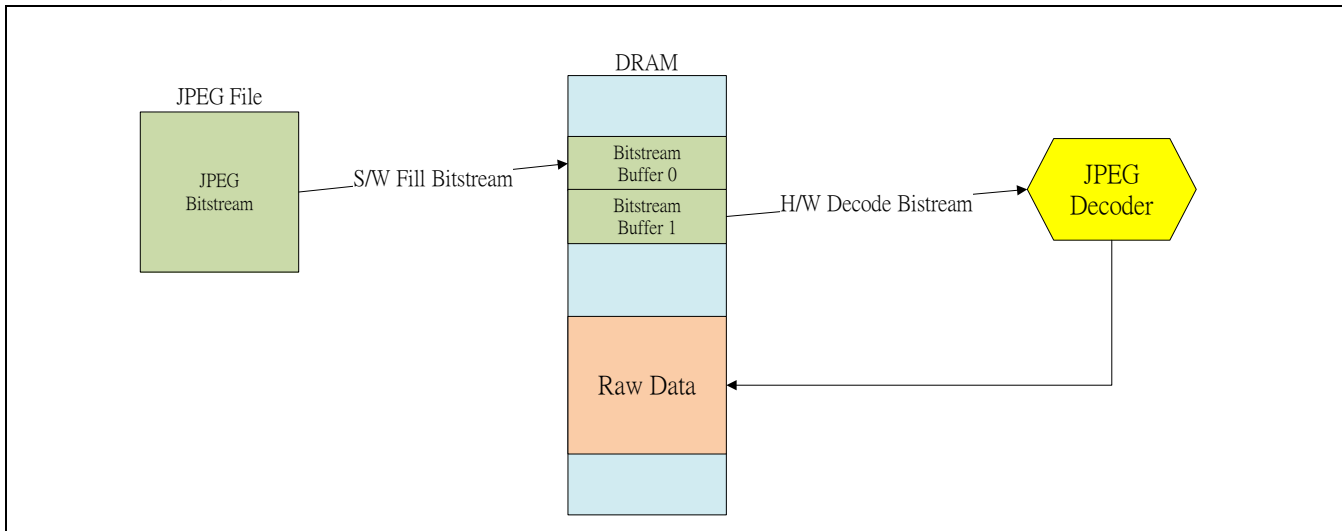 DRAM
JPEG File
JPEG
Bitstream
S/W Fill Bitstream
Bitstream
Buffer 0
Bitstream
Buffer 1
H/W Decode Bistream
JPEG
Decoder
Raw Data